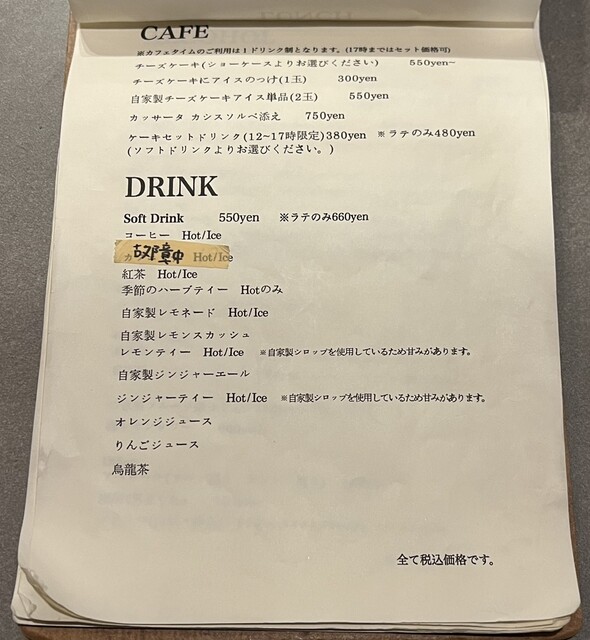 CAFE
※カフェタイムのご利用は1ドリンク制となります。(17時まではセット価格可)
チーズケーキ(ショーケースよりお選びください) 550yen~
チーズケーキにアイスのっけ(1玉) 300yen
自家製チーズケーキアイス単品(2玉) 550yen
カッサータ カシスソルベ添え 750yen
ケーキセットドリンク(12~17時限定)380yen ※ラテのみ480yen
(ソフトドリンクよりお選びください。)
DRINK
Soft Drink 550yen ※ラテのみ660yen
コーヒー Hot/Ice
カ 故障中 Hot/Ice
紅茶 Hot/Ice
季節のハーブティー Hotのみ
自家製レモネード Hot/Ice
自家製レモンスカッシュ
レモンティー Hot/Ice ※自家製シロップを使用しているため甘みがあります。
自家製ジンジャーエール
ジンジャーティー Hot/Ice ※自家製シロップを使用しているため甘みがあります。
オレンジジュース
りんごジュース
烏龍茶
全て税込価格です。